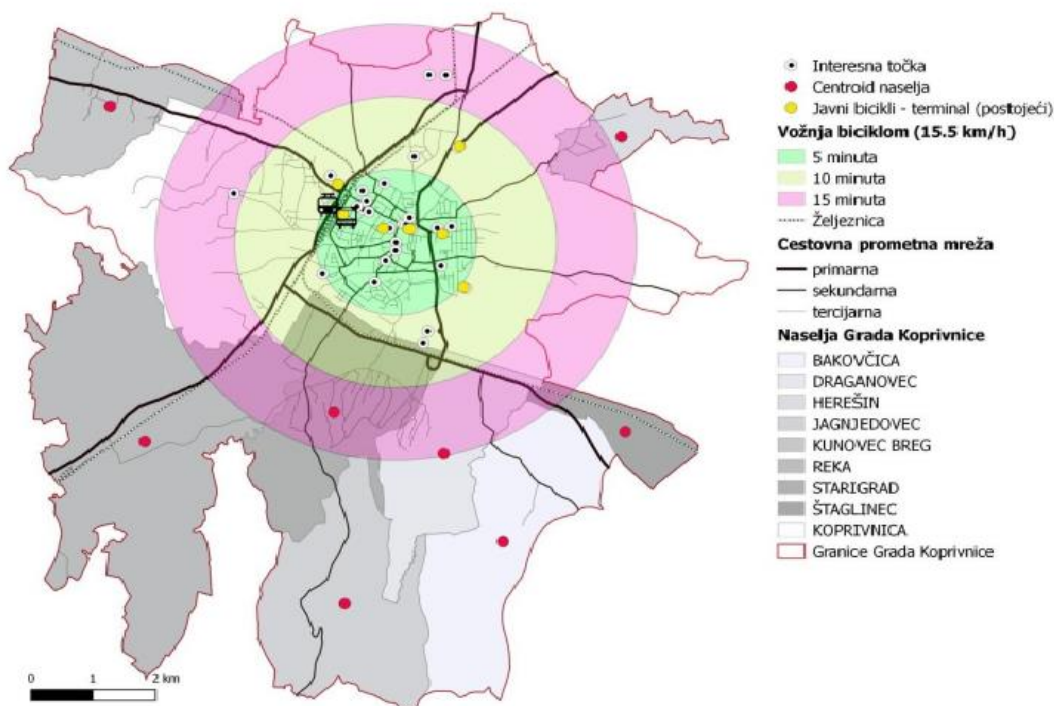 Interesna točka
Centroid naselja
Javni bicikli - terminal (postojeći)
Vožnja biciklom (15.5 km/h)
5 minuta
10 minuta
15 minuta
Željeznica
Cestovna prometna mreža
primarna
sekundarna
tercijarna
Naselja Grada Koprivnice
BAKOVČICA
DRAGANOVEC
HEREŠIN
JAGNJEDOVEC
KUNOVEC BREG
REKA
STARIGRAD
ŠTAGLINEC
KOPRIVNICA
Granice Grada Koprivnice
0 1 2 km